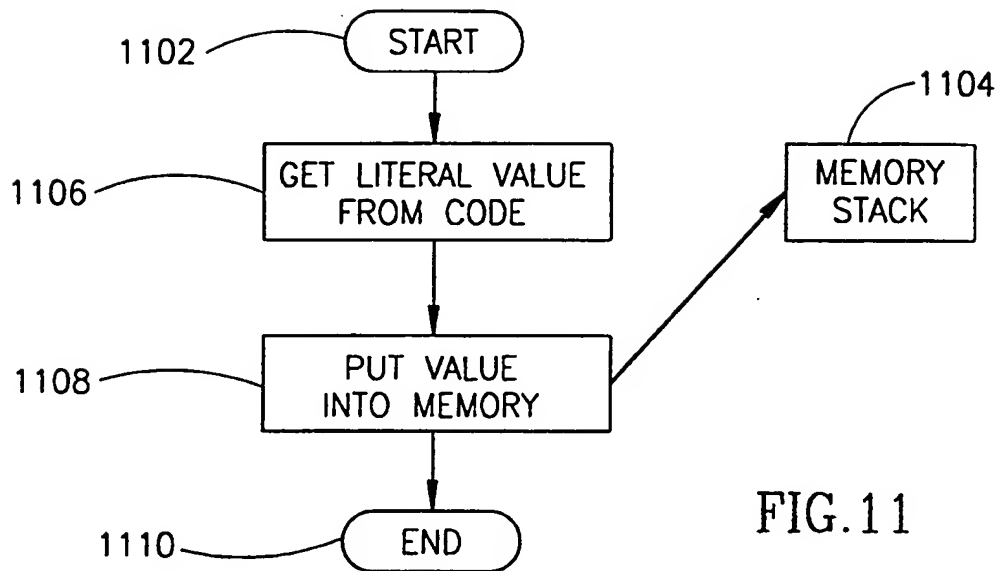 1102
START
1104
1106
GET LITERAL VALUE
FROM CODE
MEMORY
STACK
1108
PUT VALUE
INTO MEMORY
1110
END
FIG.11